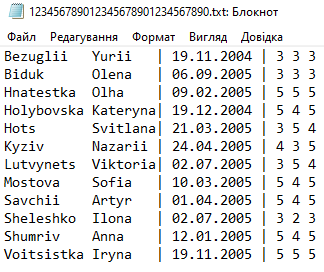 123456789012345678901234567890.txt: Блокнот
Файл Редагування Формат Вигляд Довідка
Bezuglii Yurii | 19.11.2004 | 3 3 3
Biduk Olena | 06.09.2005 | 3 3 3
Hnatestka Olha | 09.02.2005 | 5 5 5
Holybovska Kateryna| 19.12.2004 | 5 4 5
Hots Svitlana| 21.03.2005 | 3 5 4
Kyziv Nazarii | 24.04.2005 | 4 3 5
Lutvynets Viktoria| 02.07.2005 | 3 5 4
Mostova Sofia | 10.03.2005 | 5 4 5
Savchii Artyr | 01.04.2005 | 5 4 5
Sheleshko Ilona | 02.07.2005 | 3 2 3
Shumriv Anna | 12.01.2005 | 5 4 5
Voitsistka Iryna | 19.11.2005 | 5 5 5